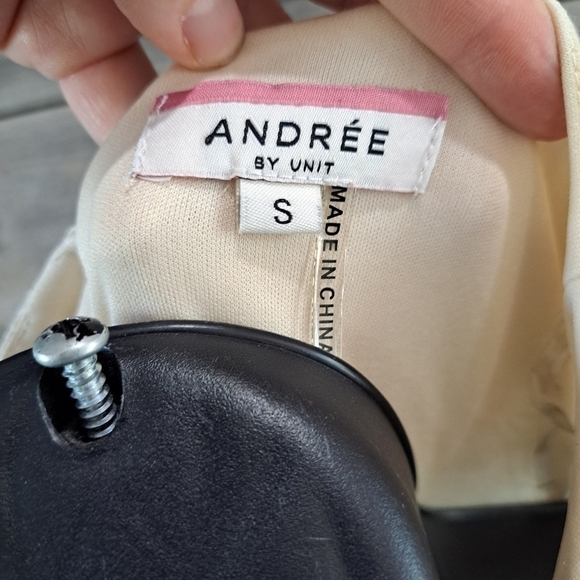 ANDRÉE
BY UNIT
S
MADE IN CHINA